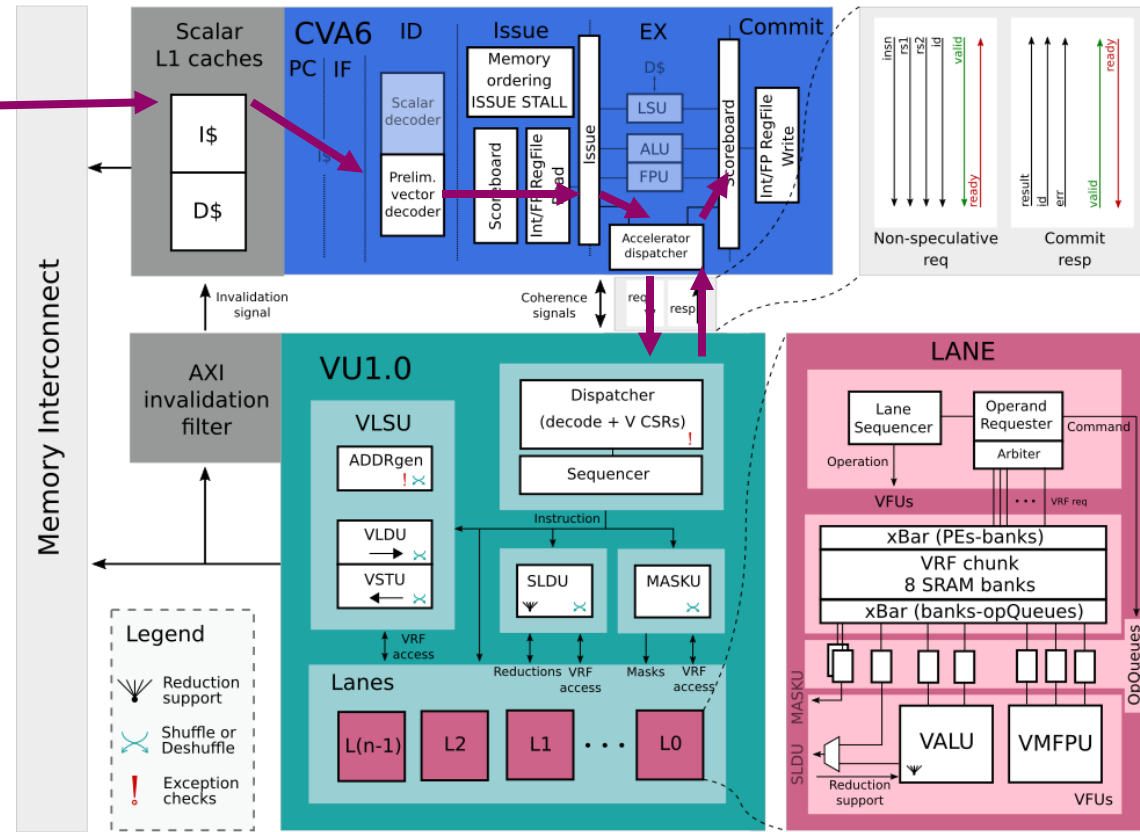 Memory Interconnect
Scalar
L1 caches
I$
D$
CVA6
PC
IF
I$
ID
Scalar
decoder
Prelim.
vector
decoder
Issue
Memory
ordering
ISSUE STALL
Scoreboard
Int/FP RegFile
Read
Issue
EX
D$
LSU
ALU
FPU
Accelerator
dispatcher
Commit
Scoreboard
Int/FP RegFile
Write
insn
rs1
rs2
id
valid
ready
Non-speculative
req
result
id
err
valid
ready
Commit
resp
Invalidation
signal
Coherence
signals
req
resp
AXI
invalidation
filter
VU1.0
VLSU
ADDRgen
!
VLDU
VSTU
Dispatcher
(decode + V CSRs)
!
Sequencer
Instruction
SLDU
MASKU
VRF
access
Reductions
VRF
access
Masks
VRF
access
Lanes
L(n-1)
L2
L1
L0
Legend
Reduction
support
Shuffle or
Deshuffle
!
Exception
checks
LANE
Lane
Sequencer
Operand
Requester
Arbiter
Command
Operation
VFUs
VRF req
xBar (PEs-banks)
VRF chunk
8 SRAM banks
xBar (banks-opQueues)
OpQueues
MASKU
SLDU
VALU
VMFPU
Reduction
support
VFUs